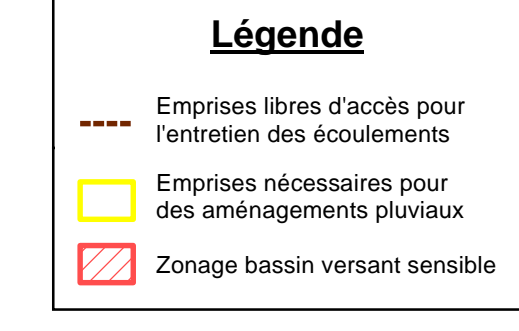 Légende
Emprises libres d'accès pour
l'entretien des écoulements
Emprises nécessaires pour
des aménagements pluviaux
Zonage bassin versant sensible